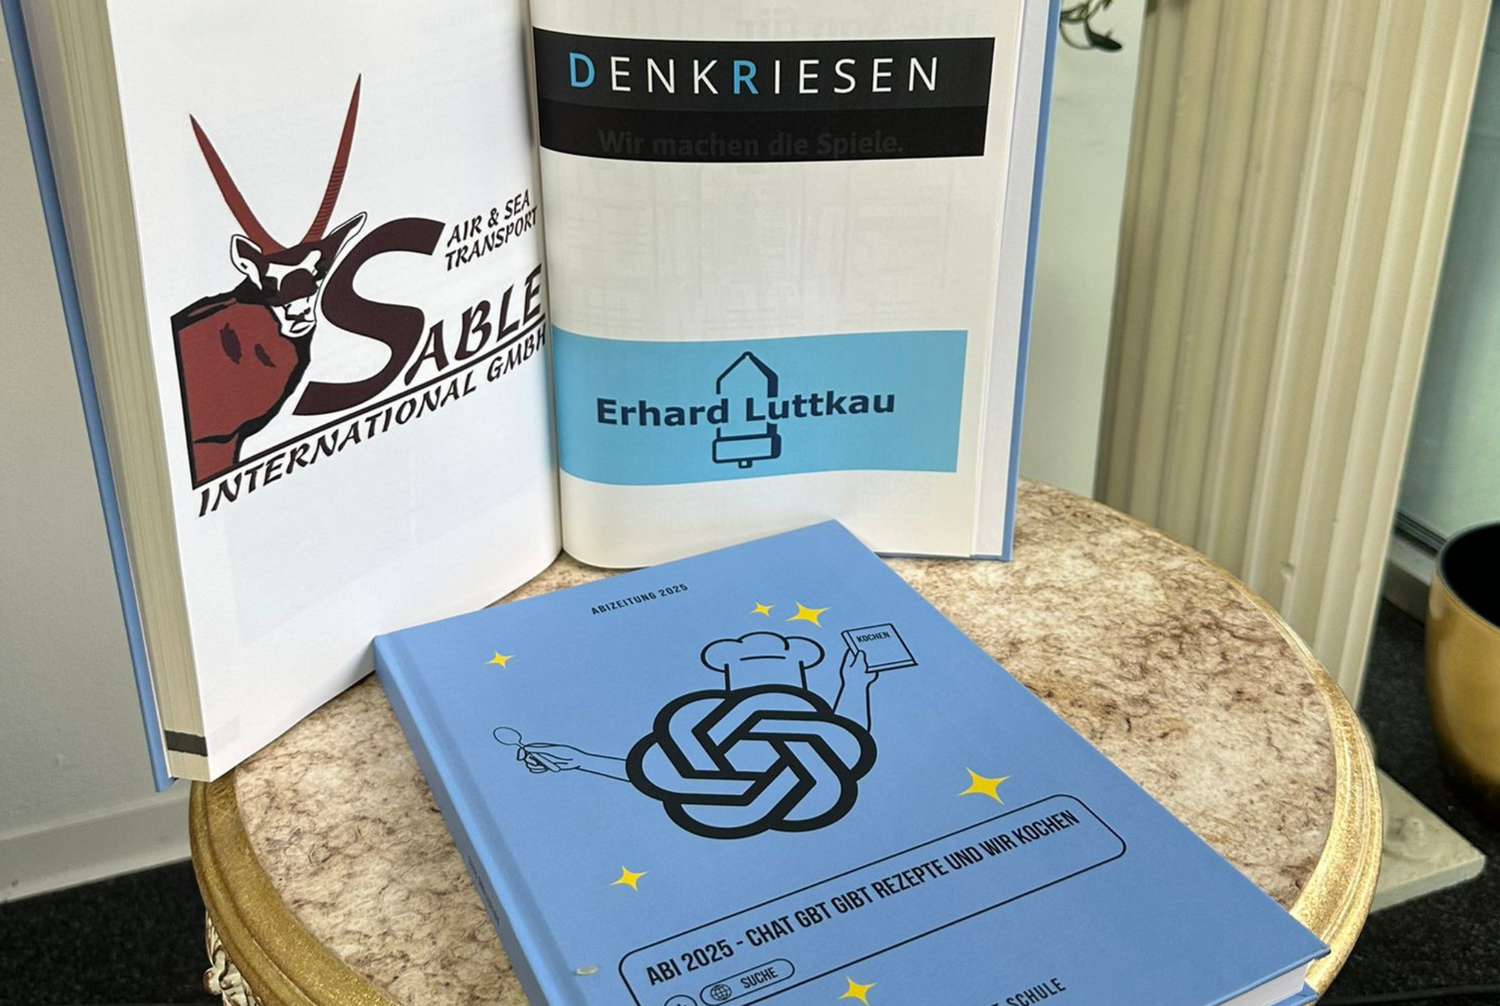 AIR & SEA
TRANSPORT
SABLE
INTERNATIONAL GMBH
DENKRIESEN
Wir machen die Spiele.
Erhard Luttkau
ABIZEITUNG 2025
KOCHEN
ABI 2025 - CHAT GBT GIBT REZEPTE UND WIR KOCHEN
SUCHE
SCHULE